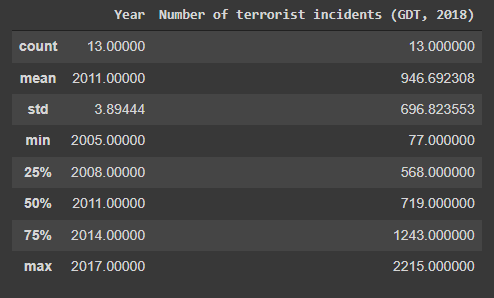 Year Number of terrorist incidents (GDT, 2018)
count 13.00000 13.000000
mean 2011.00000 946.692308
std 3.89444 696.823553
min 2005.00000 77.000000
25% 2008.00000 568.000000
50% 2011.00000 719.000000
75% 2014.00000 1243.000000
max 2017.00000 2215.000000